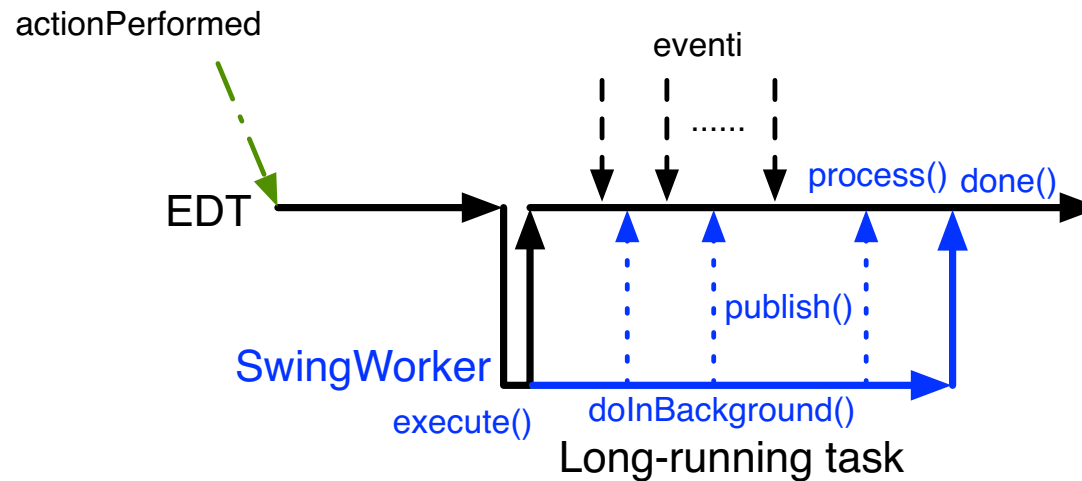 actionPerformed
eventi
......
process() done()
EDT
publish()
SwingWorker
execute()
doInBackground()
Long-running task